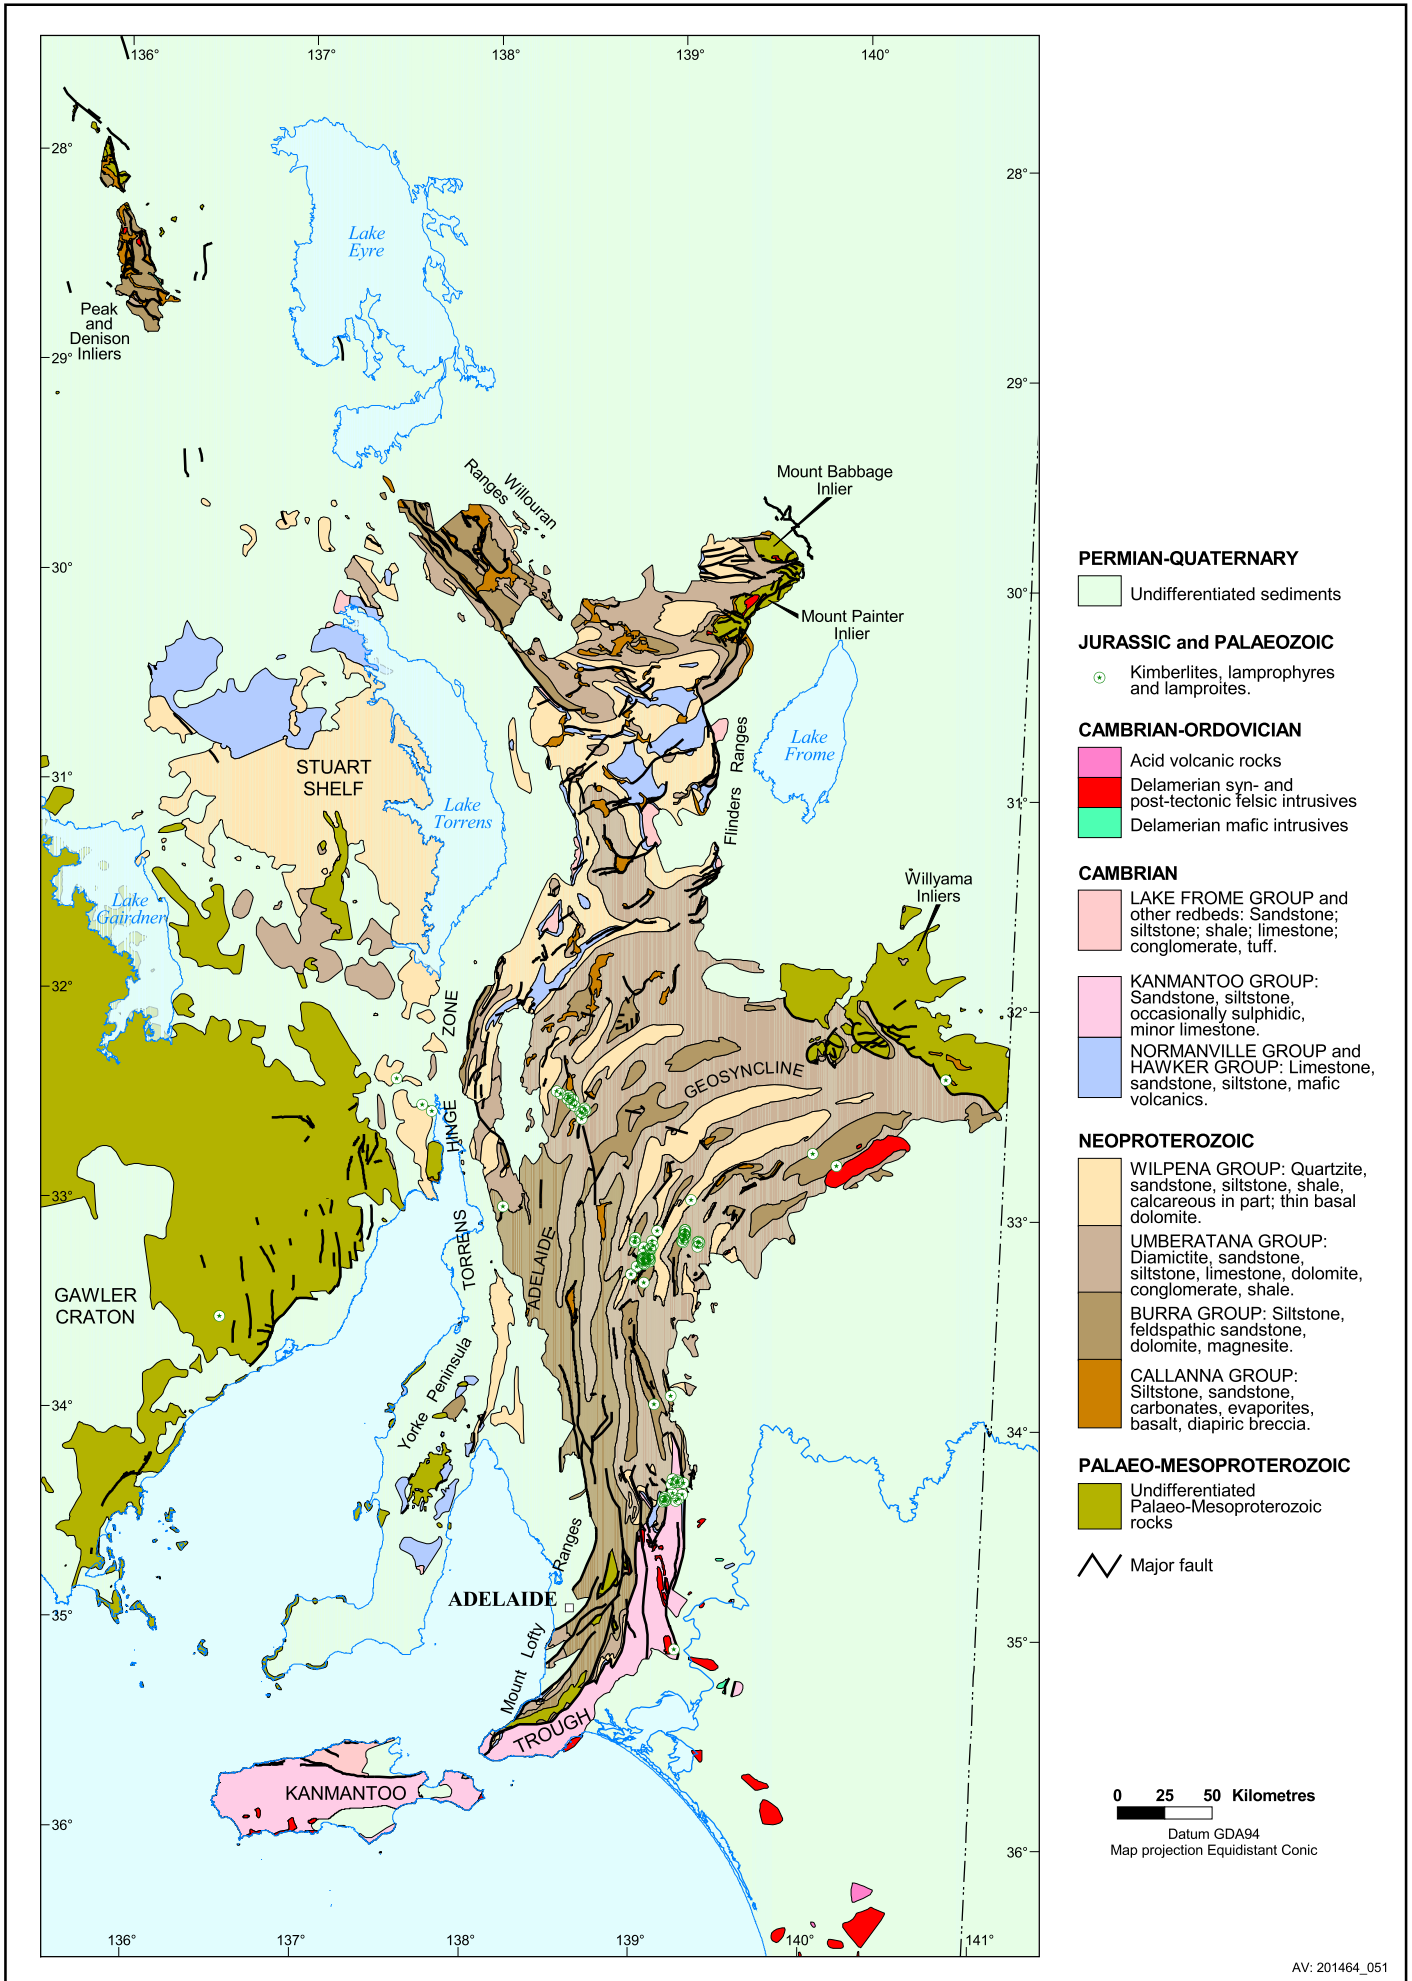 136°
137°
138°
139°
140°
28°
28°
Lake
Eyre
Peak
and
Denison
Inliers
29°
29°
Willouran
Ranges
Mount Babbage
Inlier
30°
30°
Mount Painter
Inlier
Lake
Frome
Flinders Ranges
STUART
SHELF
31°
31°
Lake
Torrens
Lake
Gairdner
Willyama
Inliers
32°
32°
TORRENS HINGE ZONE
ADELAIDE GEOSYNCLINE
33°
33°
GAWLER
CRATON
Yorke Peninsula
34°
34°
ADELAIDE
Mount Lofty Ranges
35°
35°
KANMANTOO TROUGH
36°
36°
136°
137°
138°
139°
140°
141°
PERMIAN-QUATERNARY
Undifferentiated sediments
JURASSIC and PALAEOZOIC
Kimberlites, lamprophyres
and lamproites.
CAMBRIAN-ORDOVICIAN
Acid volcanic rocks
Delamerian syn- and
post-tectonic felsic intrusives
Delamerian mafic intrusives
CAMBRIAN
LAKE FROME GROUP and
other redbeds: Sandstone;
siltstone; shale; limestone;
conglomerate, tuff.
KANMANTOO GROUP:
Sandstone, siltstone,
occasionally sulphidic,
minor limestone.
NORMANVILLE GROUP and
HAWKER GROUP: Limestone,
sandstone, siltstone, mafic
volcanics.
NEOPROTEROZOIC
WILPENA GROUP: Quartzite,
sandstone, siltstone, shale,
calcareous in part; thin basal
dolomite.
UMBERATANA GROUP:
Diamictite, sandstone,
siltstone, limestone, dolomite,
conglomerate, shale.
BURRA GROUP: Siltstone,
feldspathic sandstone,
dolomite, magnesite.
CALLANNA GROUP:
Siltstone, sandstone,
carbonates, evaporites,
basalt, diapiric breccia.
PALAEO-MESOPROTEROZOIC
Undifferentiated
Palaeo-Mesoproterozoic
rocks
Major fault
0 25 50 Kilometres
Datum GDA94
Map projection Equidistant Conic
AV: 201464_051